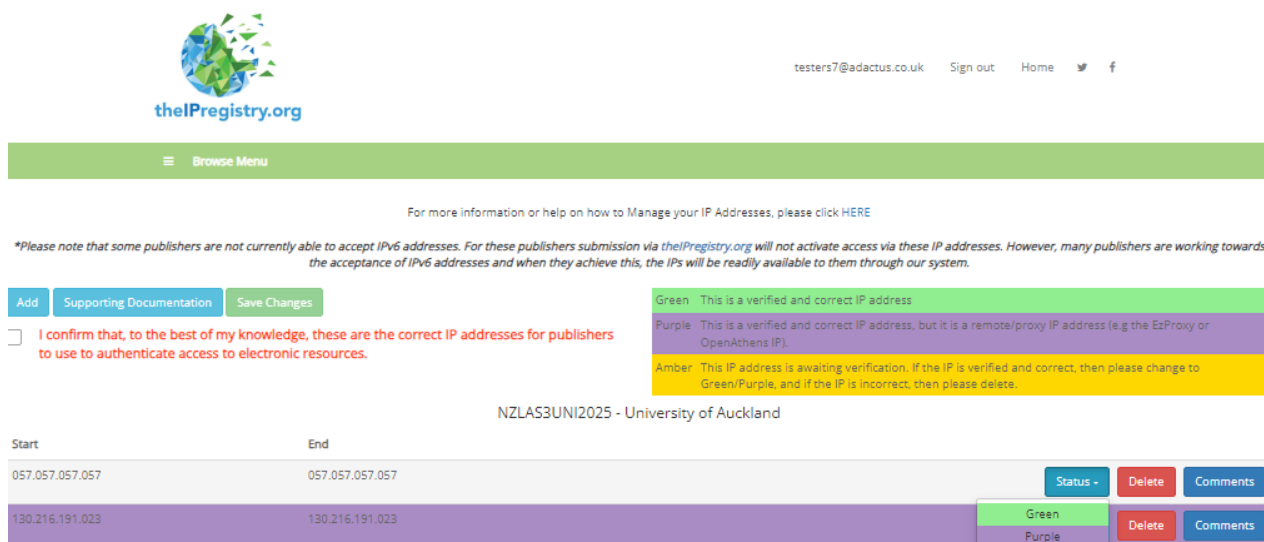 theIPregistry.org
testers7@adactus.co.uk Sign out Home
Browse Menu
For more information or help on how to Manage your IP Addresses, please click HERE
*Please note that some publishers are not currently able to accept IPv6 addresses. For these publishers submission via theIPregistry.org will not activate access via these IP addresses. However, many publishers are working towards
the acceptance of IPv6 addresses and when they achieve this, the IPs will be readily available to them through our system.
Add Supporting Documentation Save Changes
I confirm that, to the best of my knowledge, these are the correct IP addresses for publishers
to use to authenticate access to electronic resources.
Green This is a verified and correct IP address
Purple This is a verified and correct IP address, but it is a remote/proxy IP address (e.g the EzProxy or
OpenAthens IP).
Amber This IP address is awaiting verification. If the IP is verified and correct, then please change to
Green/Purple, and if the IP is incorrect, then please delete.
NZLAS3UNI2025 - University of Auckland
Start End
057.057.057.057 057.057.057.057 Status Delete Comments
130.216.191.023 130.216.191.023 Green Delete Comments
Purple